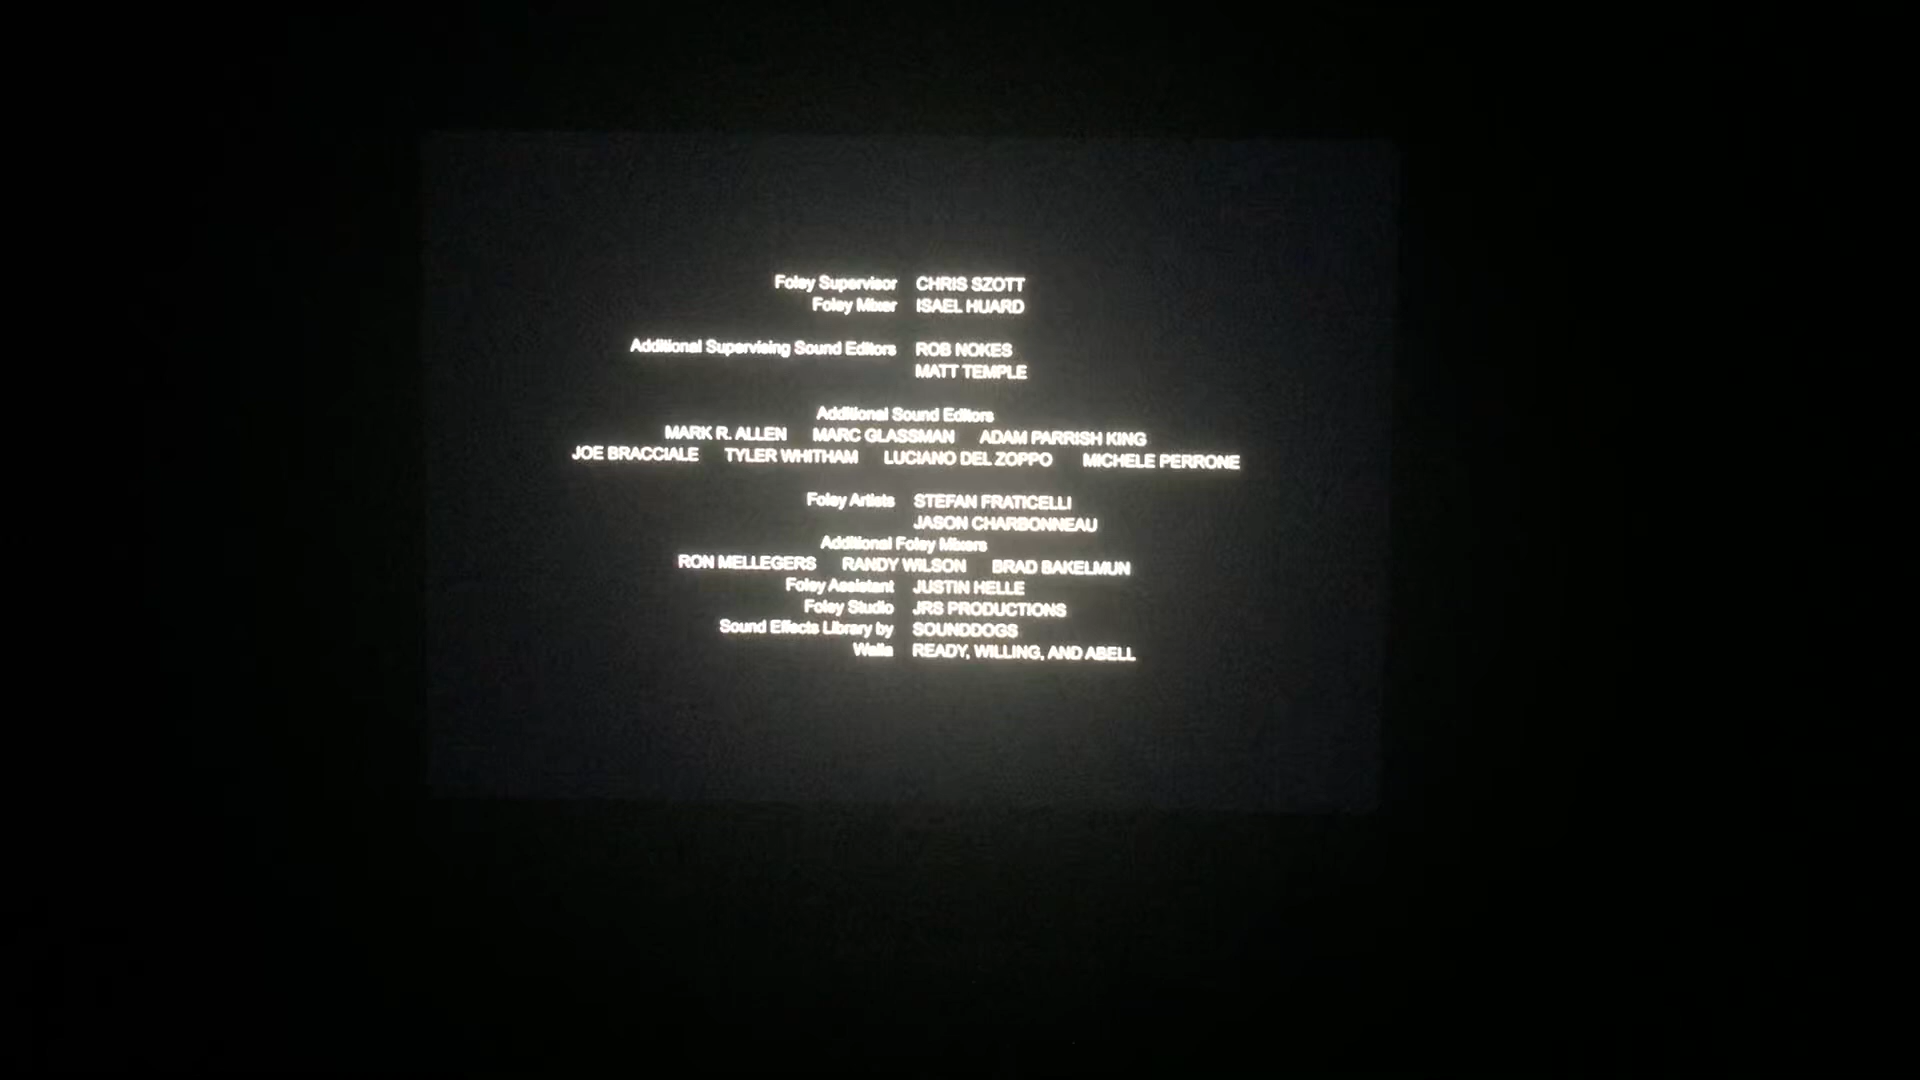 Foley Supervisor CHRIS SZOTT
Foley Mixer ISAEL HUARD
Additional Supervising Sound Editors ROB NOKES
MATT TEMPLE
Additional Sound Editors
MARK R. ALLEN MARC GLASSMAN ADAM PARRISH KING
JOE BRACCIALE TYLER WHITHAM LUCIANO DEL ZOPPO MICHELE PERRONE
Foley Artists STEFAN FRATICELLI
JASON CHARBONNEAU
Additional Foley Mixers
RON MELLEGERS RANDY WILSON BRAD BAKELMUN
Foley Assistant JUSTIN HELLE
Foley Studio JRS PRODUCTIONS
Sound Effects Library by SOUNDDOGS
Walla READY, WILLING, AND ABELL